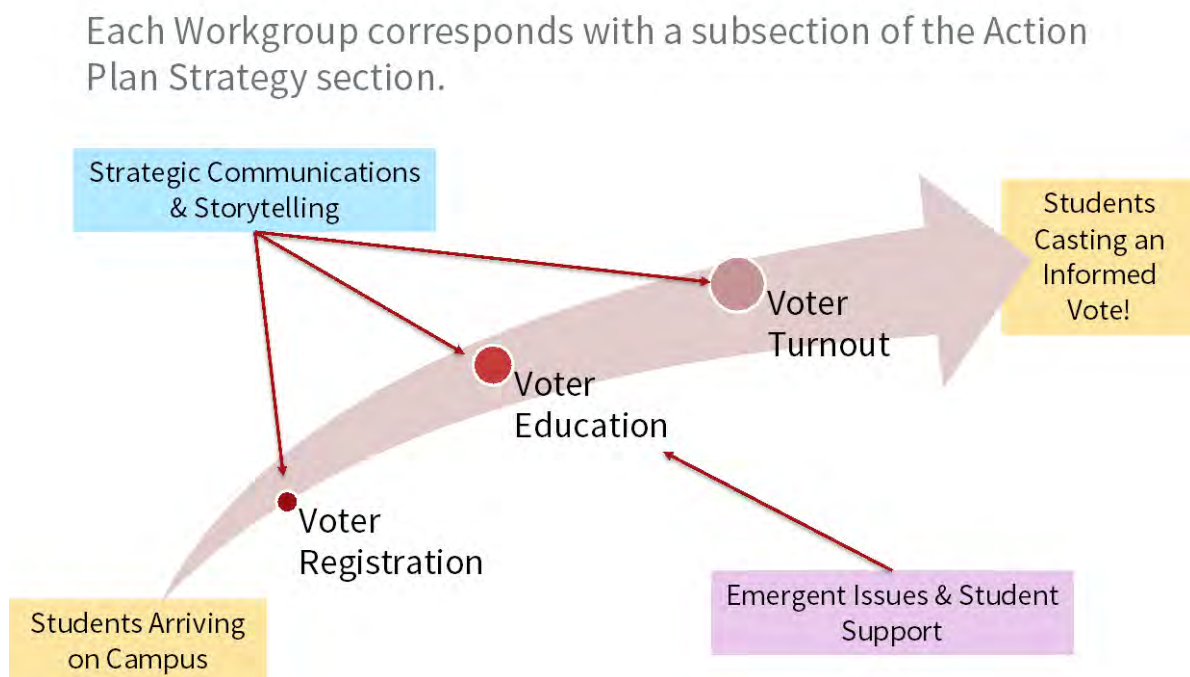 Each Workgroup corresponds with a subsection of the Action
Plan Strategy section.
Strategic Communications
& Storytelling
Students
Casting an
Informed
Vote!
Voter
Turnout
Voter
Education
Voter
Registration
Emergent Issues & Student
Support
Students Arriving
on Campus